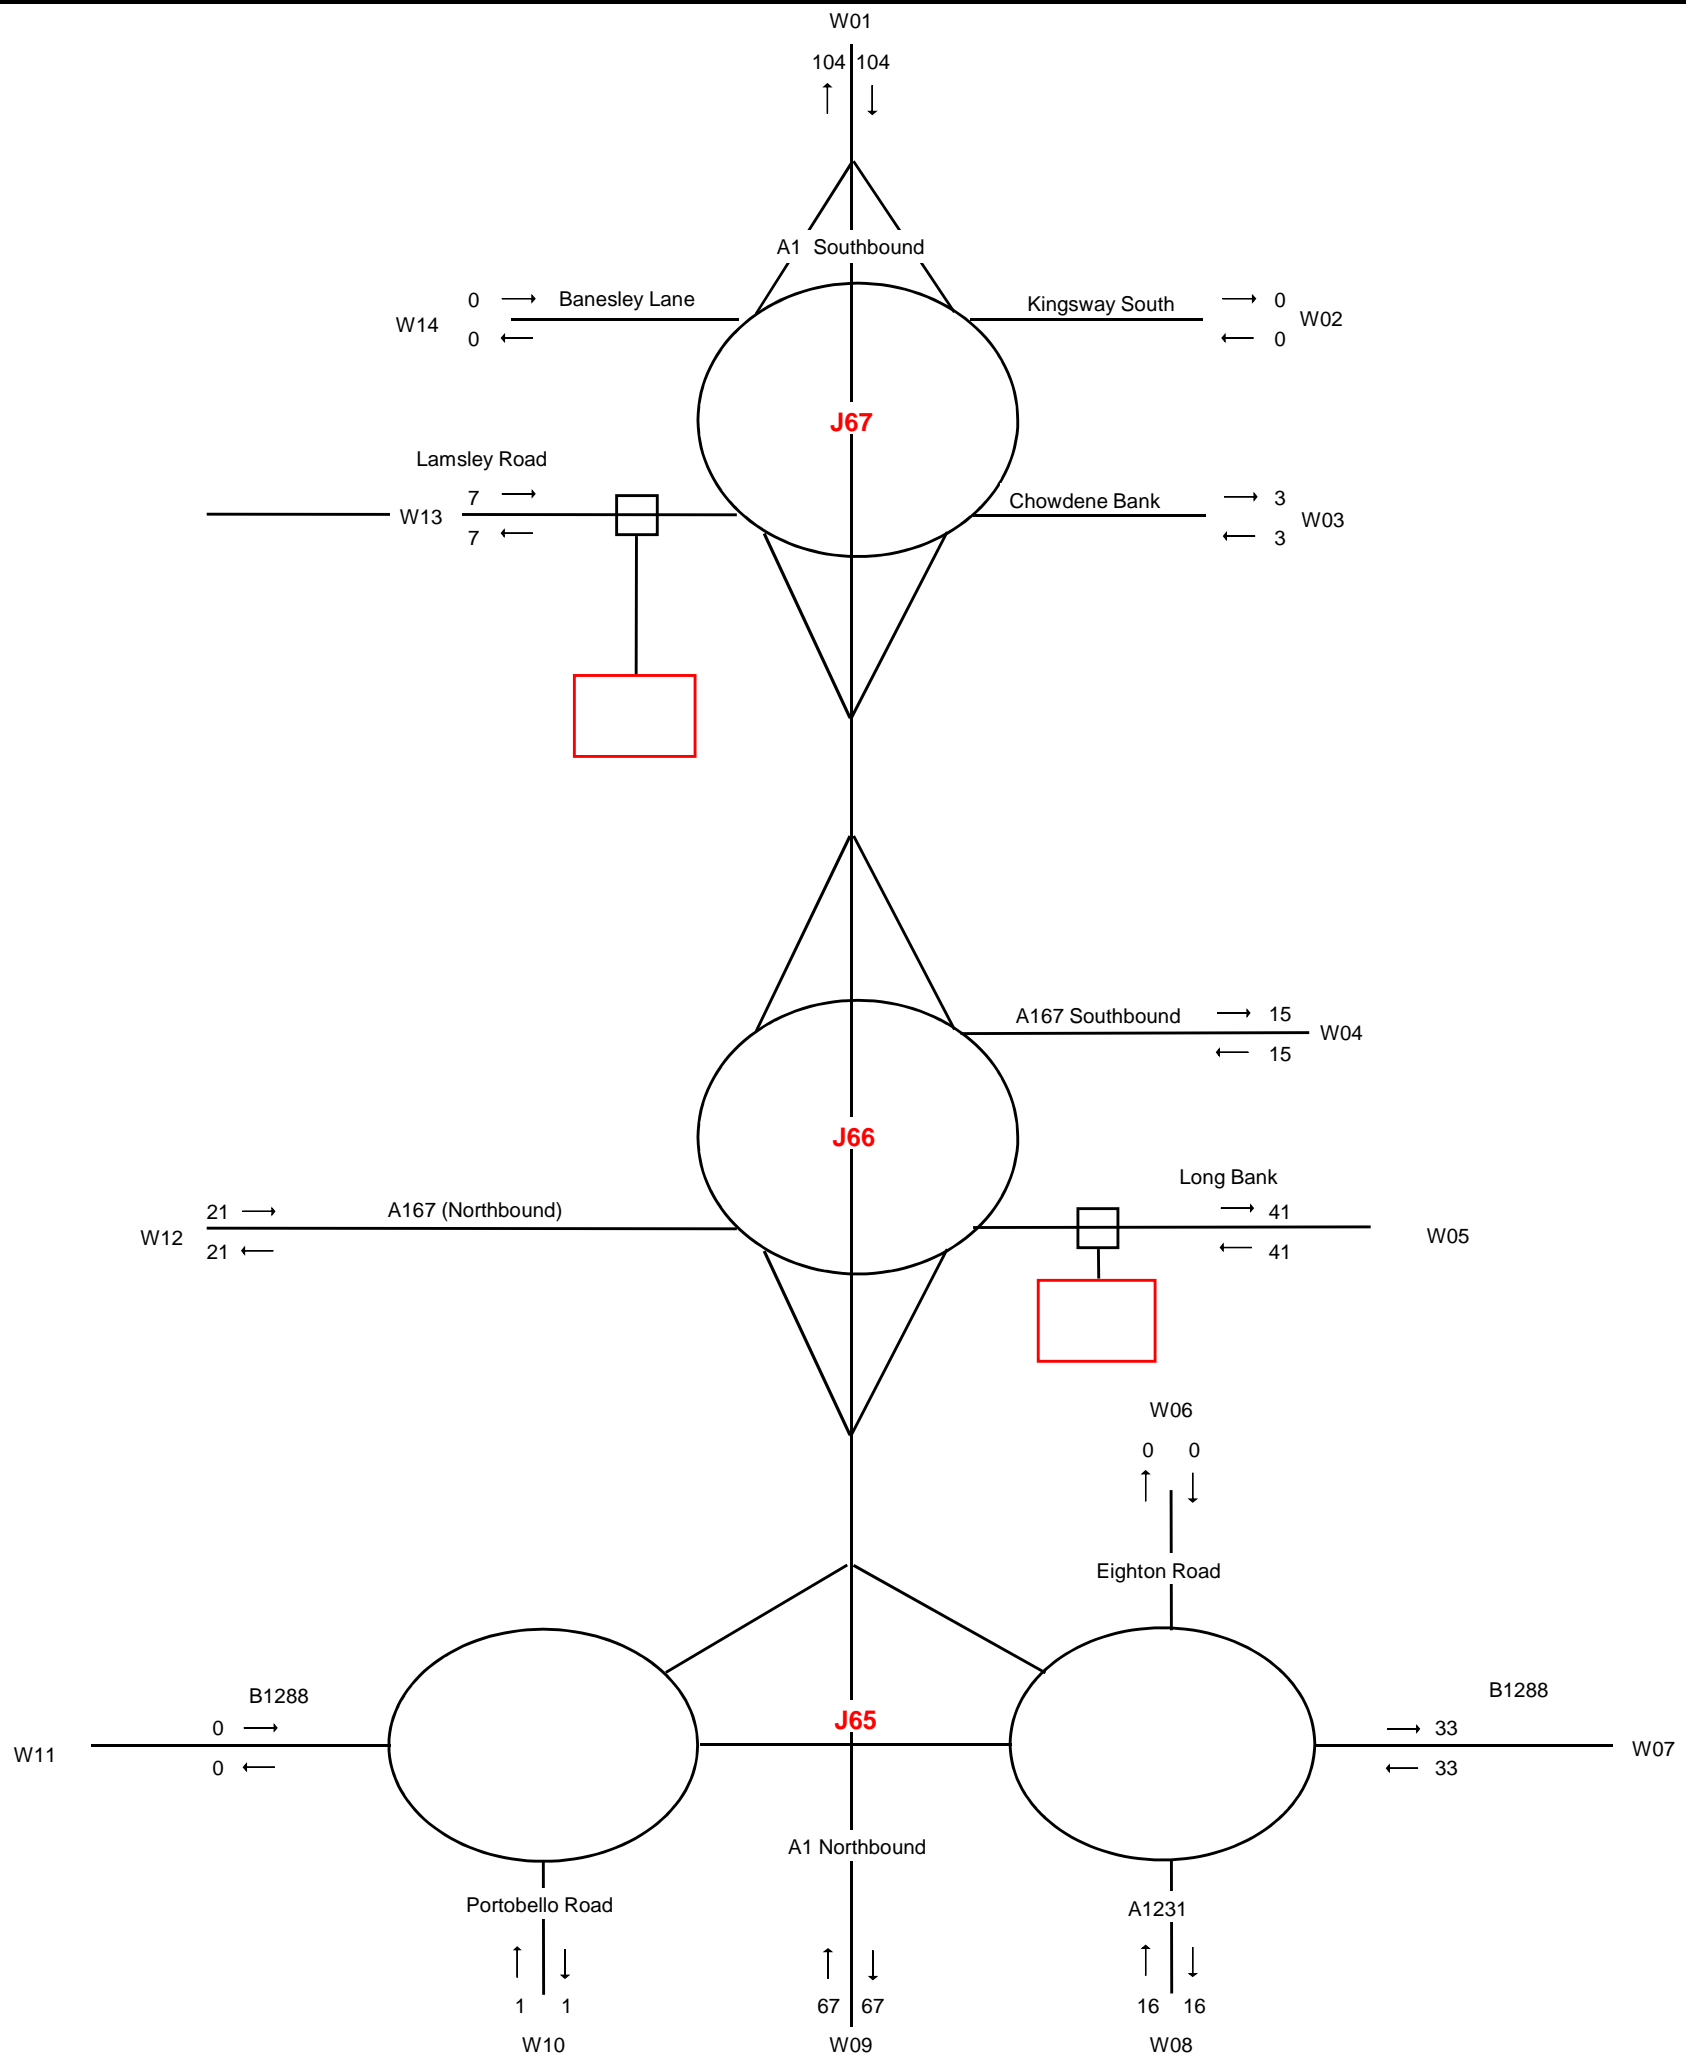 W01
104 104
A1 Southbound
0 Banesley Lane
W14
0
Kingsway South 0
W02
0
J67
Lamsley Road
7
W13
7
Chowdene Bank 3
W03
3
A167 Southbound 15
W04
15
J66
Long Bank
41
W05
41
21 A167 (Northbound)
W12
21
W06
0 0
Eighton Road
B1288
0
W11
0
J65
B1288
33
W07
33
A1 Northbound
Portobello Road
A1231
1 1
W10
67 67
W09
16 16
W08